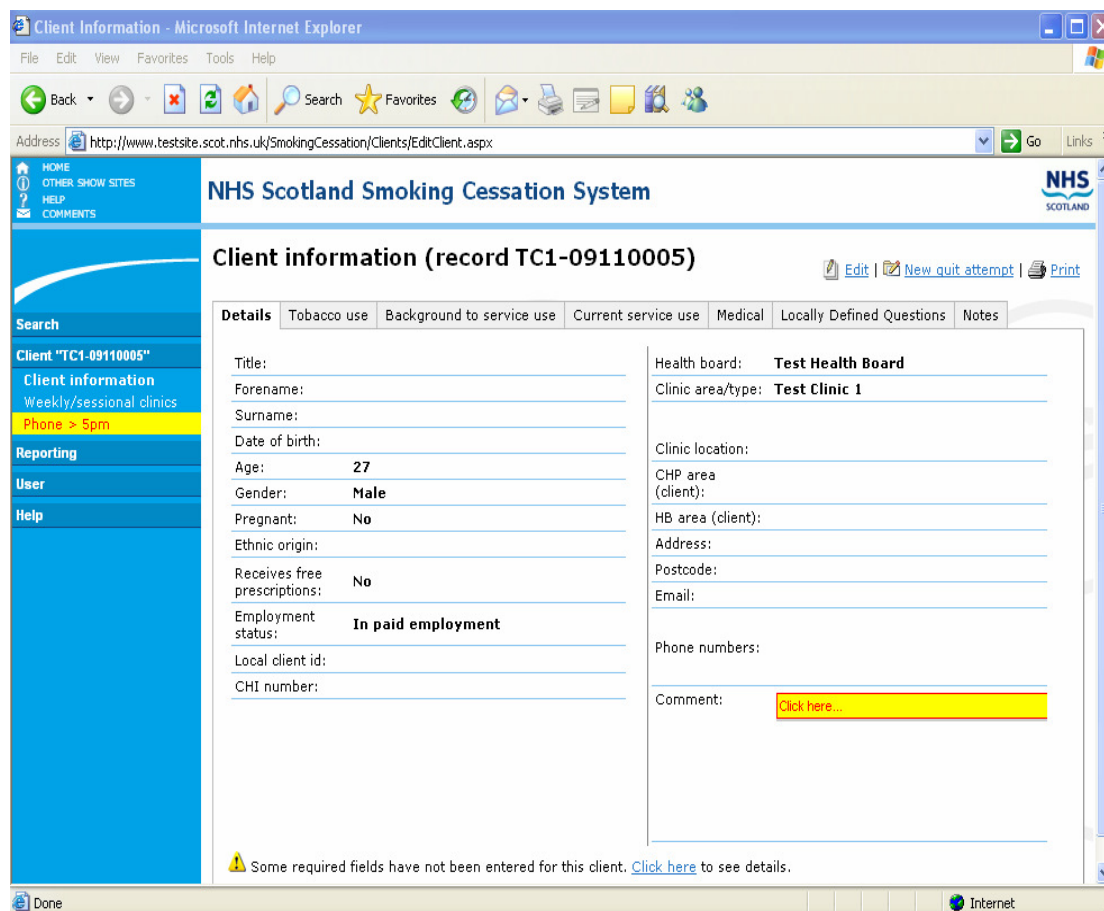 Client Information - Microsoft Internet Explorer
File Edit View Favorites Tools Help
Back Search Favorites
Address http://www.testsite.scot.nhs.uk/SmokingCessation/Clients/EditClient.aspx Go Links
HOME
OTHER SHOW SITES
HELP
COMMENTS
NHS Scotland Smoking Cessation System
NHS
SCOTLAND
Client information (record TC1-09110005)
Edit | New quit attempt | Print
Details Tobacco use Background to service use Current service use Medical Locally Defined Questions Notes
Search
Client "TC1-09110005"
Client information
Weekly/sessional clinics
Phone > 5pm
Reporting
User
Help
Title:
Forename:
Surname:
Date of birth:
Age: 27
Gender: Male
Pregnant: No
Ethnic origin:
Receives free
prescriptions: No
Employment
status: In paid employment
Local client id:
CHI number:
Health board: Test Health Board
Clinic area/type: Test Clinic 1
Clinic location:
CHP area
(client):
HB area (client):
Address:
Postcode:
Email:
Phone numbers:
Comment: Click here...
Some required fields have not been entered for this client. Click here to see details.
Done Internet